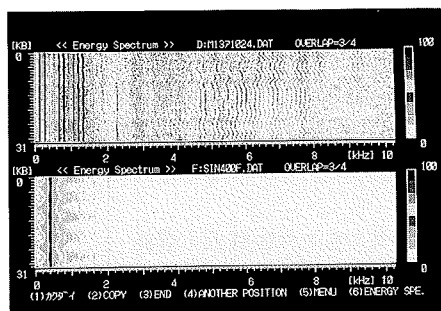 [KB] << Energy Spectrum >> D:M1371024.DAT OVERLAP=3/4 100
0
31
0 2 4 6 8 [kHz] 10 0
[KB] << Energy Spectrum >> F:SIN400F.DAT OVERLAP=3/4 100
0
31
0 2 4 6 8 [kHz] 10 0
(1)カクダイ (2)COPY (3)END (4)ANOTHER POSITION (5)MENU (6)ENERGY SPE.